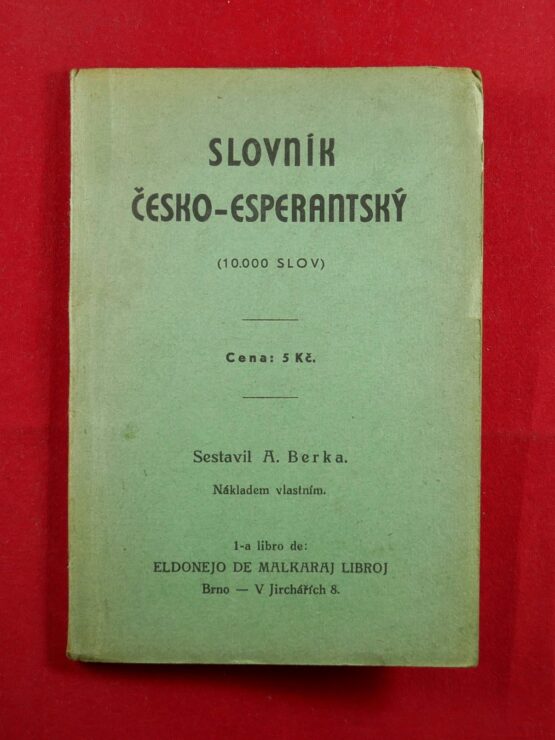 SLOVNÍK
ČESKO-ESPERANTSKÝ
(10.000 SLOV)
Cena: 5 Kč.
Sestavil A. Berka.
Nákladem vlastním.
1-a libro de:
ELDONEJO DE MALKARAJ LIBROJ
Brno — V Jirchářích 8.